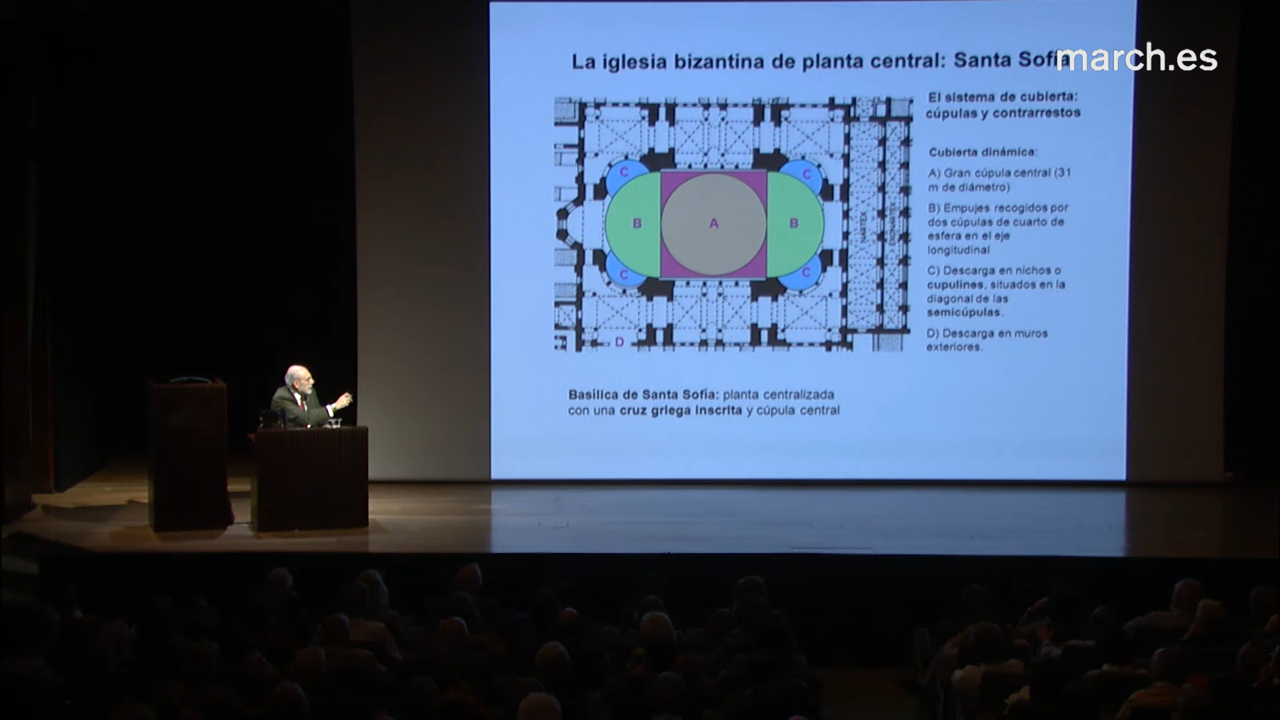 La iglesia bizantina de planta central: Santa Sofía
march.es
El sistema de cubierta:
cúpulas y contrarrestos
Cubierta dinámica:
A) Gran cúpula central (31
m de diámetro)
B) Empujes recogidos por
dos cúpulas de cuarto de
esfera en el eje
longitudinal
C) Descarga en nichos o
cupulines, situados en la
diagonal de las
semicúpulas.
D) Descarga en muros
exteriores.
C
C
B
A
B
C
C
D
NÁRTEX
EXONÁRTEX
Basílica de Santa Sofía: planta centralizada
con una cruz griega inscrita y cúpula central